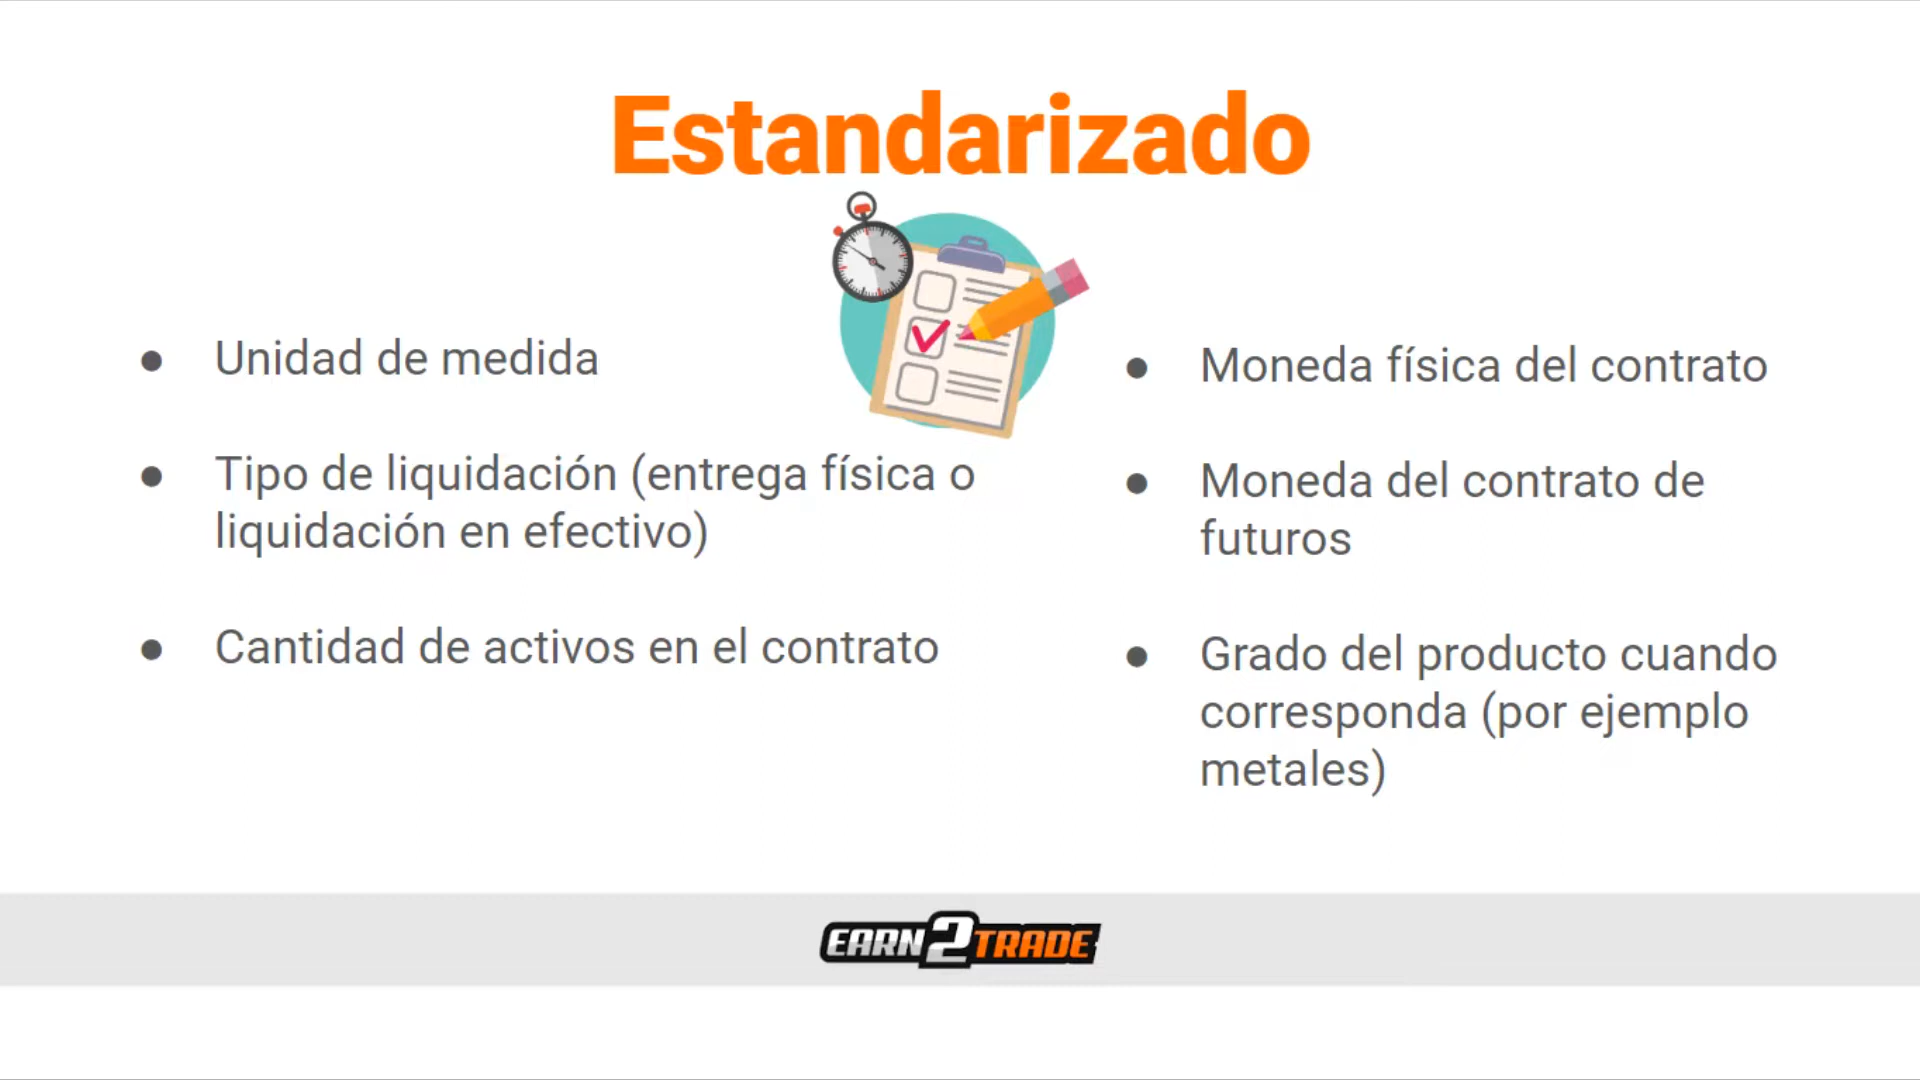 Estandarizado
Unidad de medida
Tipo de liquidación (entrega física o
liquidación en efectivo)
Cantidad de activos en el contrato
Moneda física del contrato
Moneda del contrato de
futuros
Grado del producto cuando
corresponda (por ejemplo
metales)
EARN2TRADE